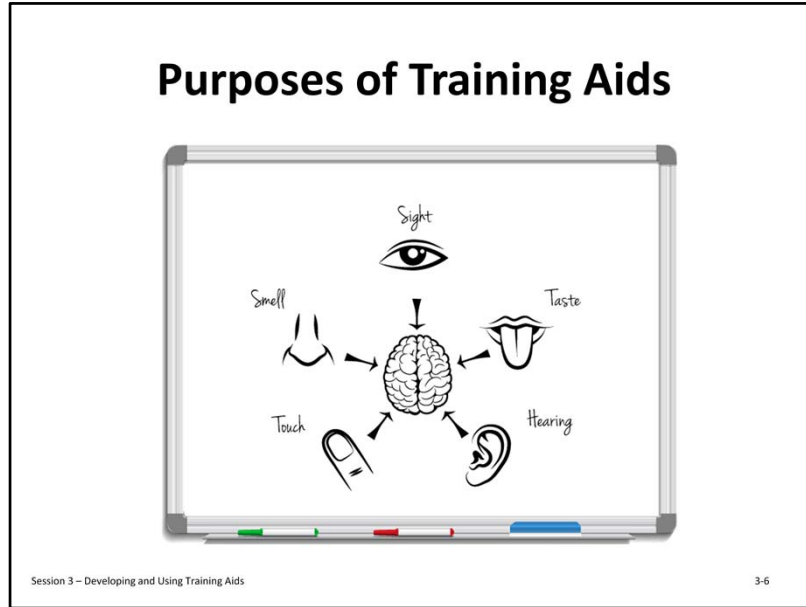 Purposes of Training Aids
Sight
Smell
Taste
Touch
Hearing
Session 3 – Developing and Using Training Aids
3-6